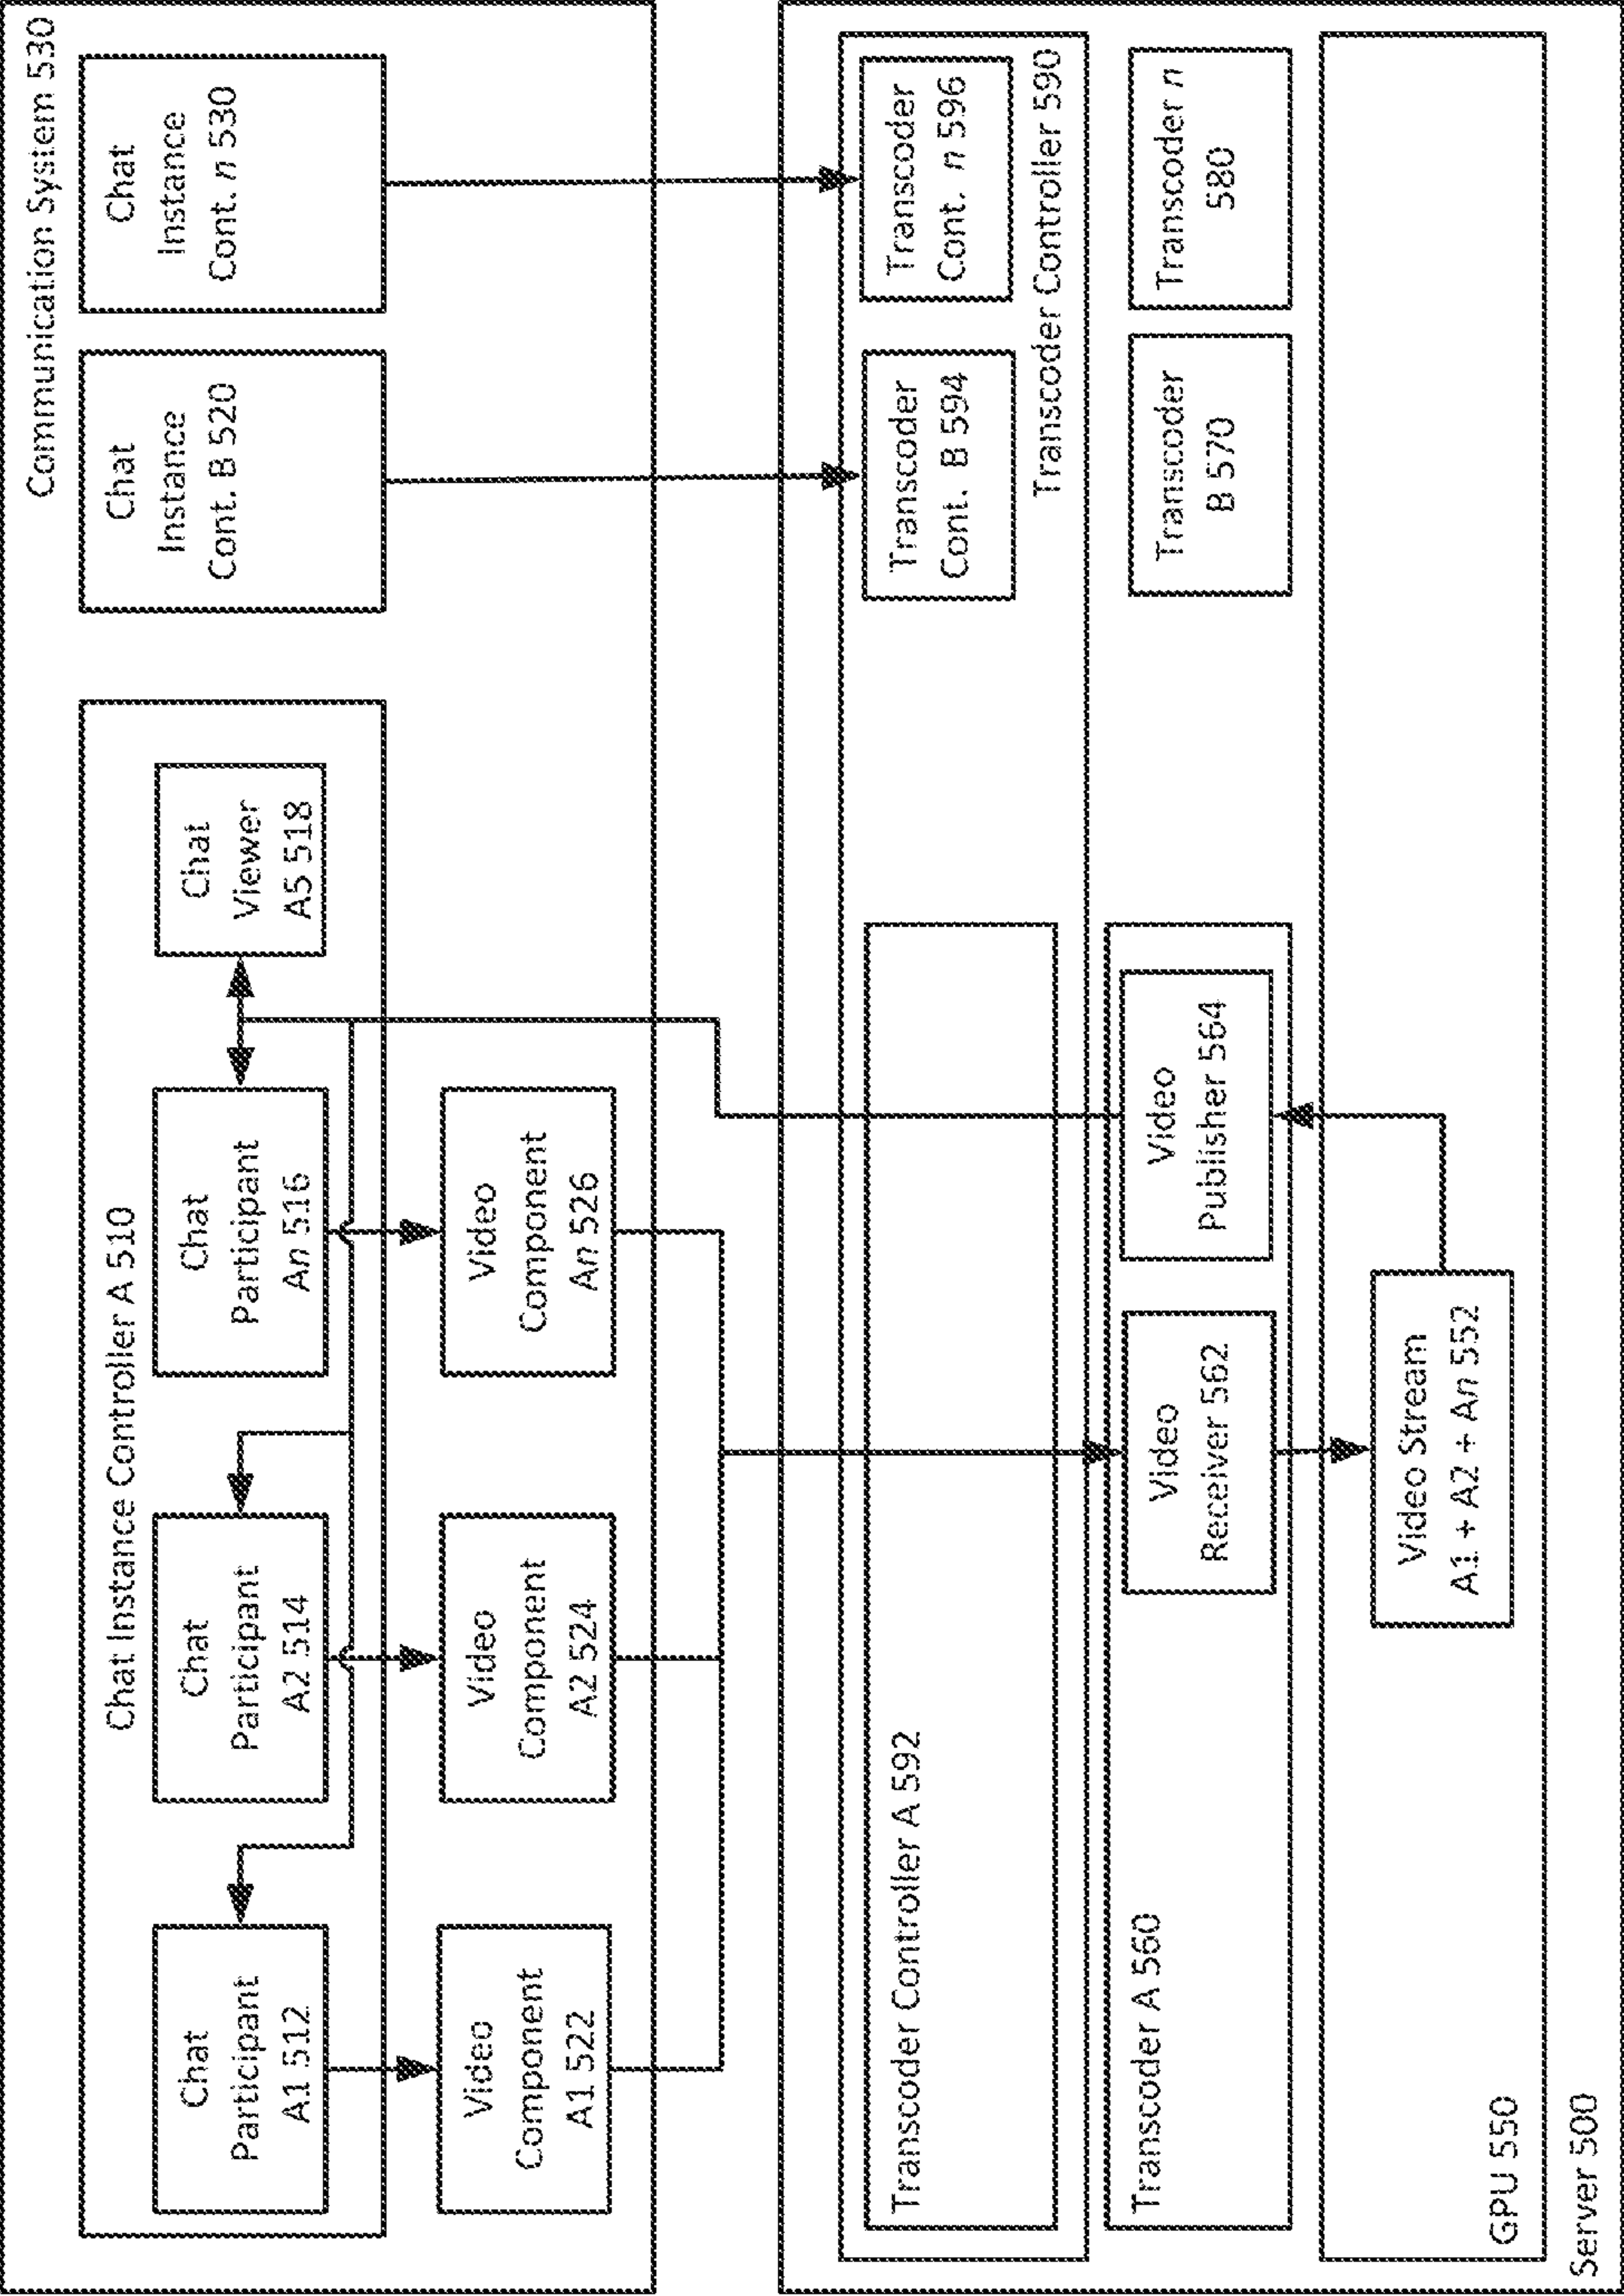 Communication System 530
Chat Instance Controller A 510
Chat
Participant
A1 512
Chat
Participant
A2 514
Chat
Participant
An 516
Chat
Viewer
A5 518
Chat
Instance
Cont. B 520
Chat
Instance
Cont. n 530
Video
Component
A1 522
Video
Component
A2 524
Video
Component
An 526
Transcoder Controller A 592
Transcoder
Cont. B 594
Transcoder
Cont. n 596
Transcoder Controller 590
Transcoder A 560
Video
Receiver 562
Video
Publisher 564
Transcoder
B 570
Transcoder n
580
Video Stream
A1 + A2 + An 552
GPU 550
Server 500